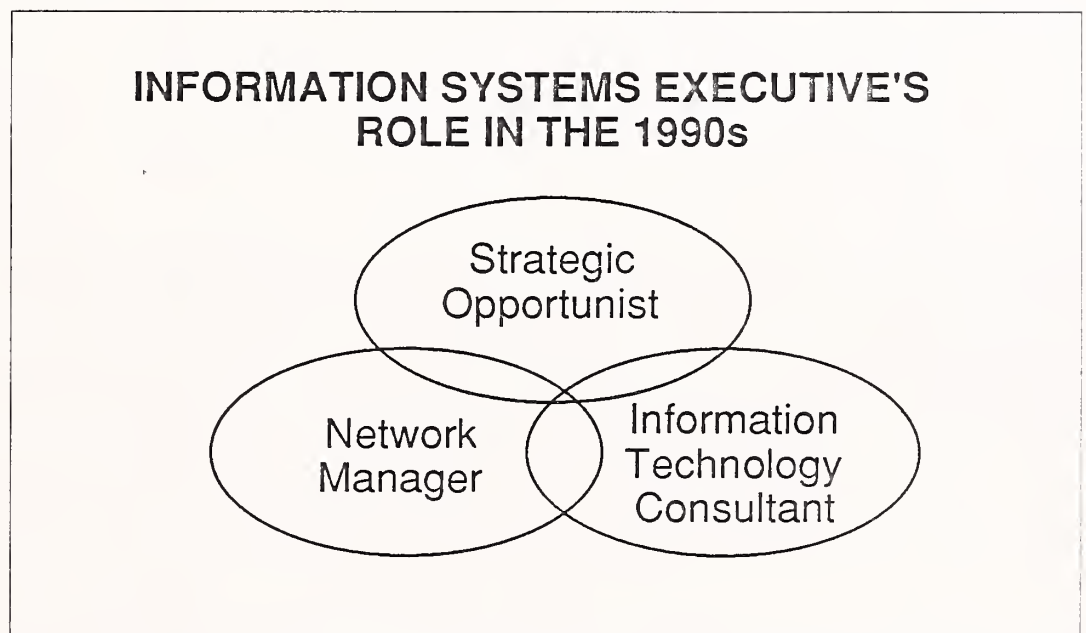 INFORMATION SYSTEMS EXECUTIVE'S
ROLE IN THE 1990s
Strategic
Opportunist
Network
Manager
Information
Technology
Consultant